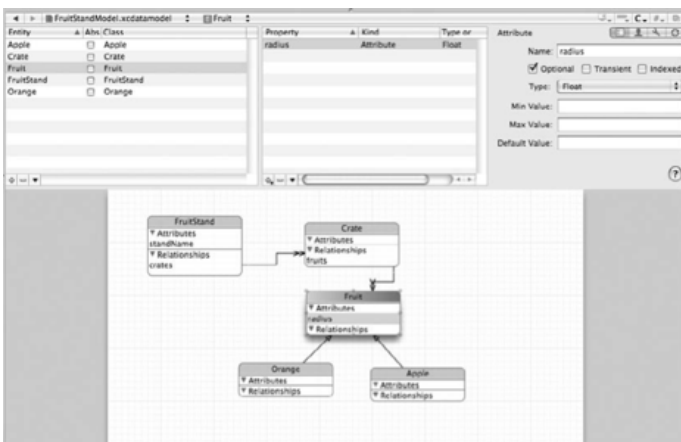 FruitStandModel.xcdatamodel Fruit C
Entity Abs Class
Apple Apple
Crate Crate
Fruit Fruit
FruitStand FruitStand
Orange Orange
Property Kind Type or
radius Attribute Float
Attribute
Name: radius
Optional Transient Indexed
Type: Float
Min Value:
Max Value:
Default Value:
?
FruitStand
Attributes
standName
Relationships
crates
Crate
Attributes
Relationships
fruits
Fruit
Attributes
radius
Relationships
Orange
Attributes
Relationships
Apple
Attributes
Relationships